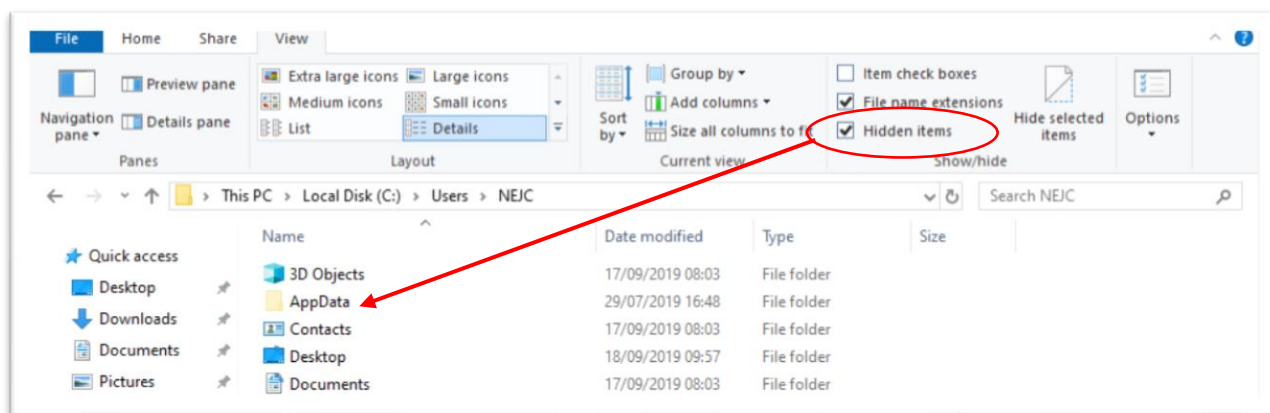 File Home Share View
Preview pane
Details pane
Navigation pane
Panes
Extra large icons Large icons
Medium icons Small icons
List Details
Layout
Sort by
Group by
Add columns
Size all columns to fit
Current view
Item check boxes
File name extensions
Hidden items
Hide selected items
Show/hide
Options
This PC > Local Disk (C:) > Users > NEJC
Search NEJC
Quick access
Desktop
Downloads
Documents
Pictures
Name Date modified Type Size
3D Objects 17/09/2019 08:03 File folder
AppData 29/07/2019 16:48 File folder
Contacts 17/09/2019 08:03 File folder
Desktop 18/09/2019 09:57 File folder
Documents 17/09/2019 08:03 File folder